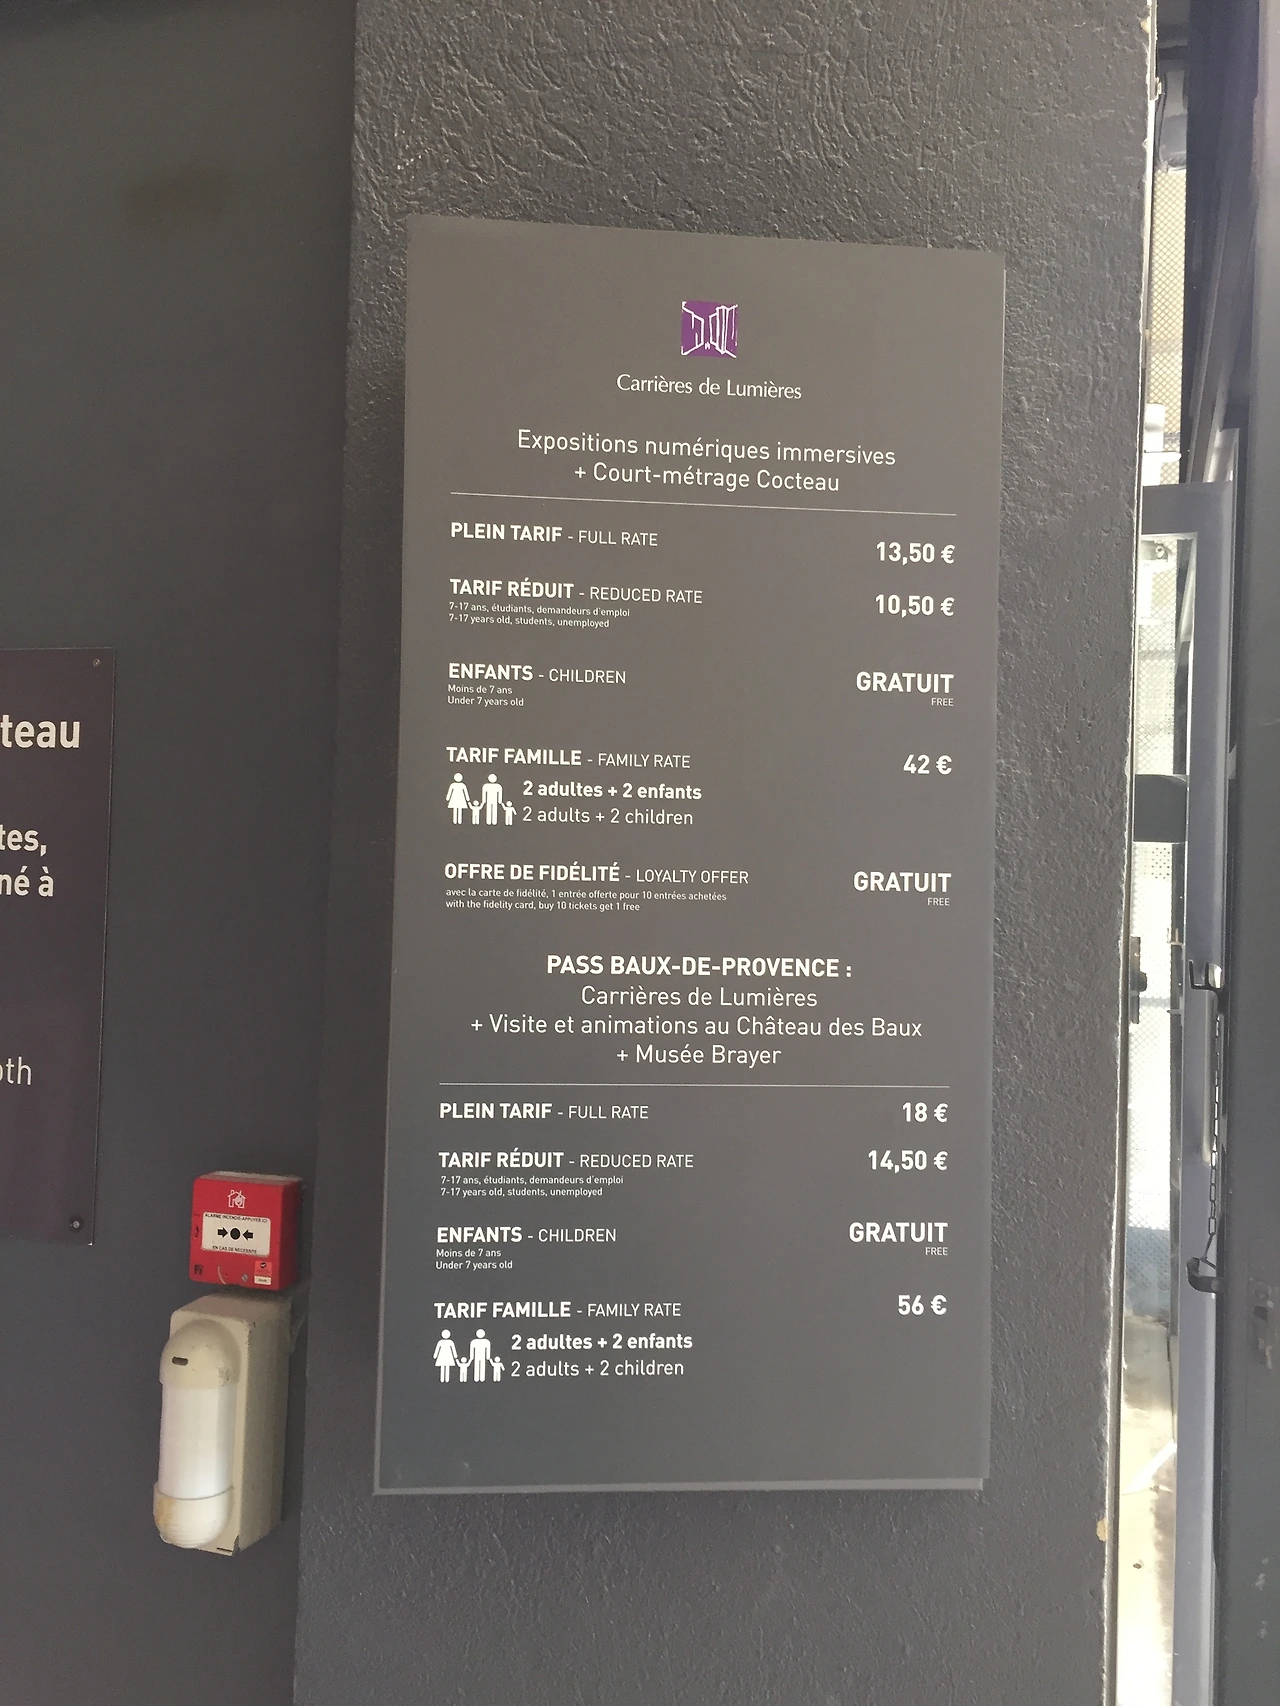 Carrières de Lumières
Expositions numériques immersives
+ Court-métrage Cocteau
PLEIN TARIF - FULL RATE
13,50 €
TARIF RÉDUIT - REDUCED RATE
10,50 €
7-17 ans, étudiants, demandeurs d'emploi
7-17 years old, students, unemployed
ENFANTS - CHILDREN
GRATUIT
FREE
Moins de 7 ans
Under 7 years old
TARIF FAMILLE - FAMILY RATE
42 €
2 adultes + 2 enfants
2 adults + 2 children
OFFRE DE FIDÉLITÉ - LOYALTY OFFER
GRATUIT
FREE
avec la carte de fidélité, 1 entrée offerte pour 10 entrées achetées
with the fidelity card, buy 10 tickets get 1 free
PASS BAUX-DE-PROVENCE :
Carrières de Lumières
+ Visite et animations au Château des Baux
+ Musée Brayer
PLEIN TARIF - FULL RATE
18 €
TARIF RÉDUIT - REDUCED RATE
14,50 €
7-17 ans, étudiants, demandeurs d'emploi
7-17 years old, students, unemployed
ENFANTS - CHILDREN
GRATUIT
FREE
Moins de 7 ans
Under 7 years old
TARIF FAMILLE - FAMILY RATE
56 €
2 adultes + 2 enfants
2 adults + 2 children
teau
tes,
né à
oth
ALARME INCENDIE-APPUYER ICI
EN CAS DE NECESSITE